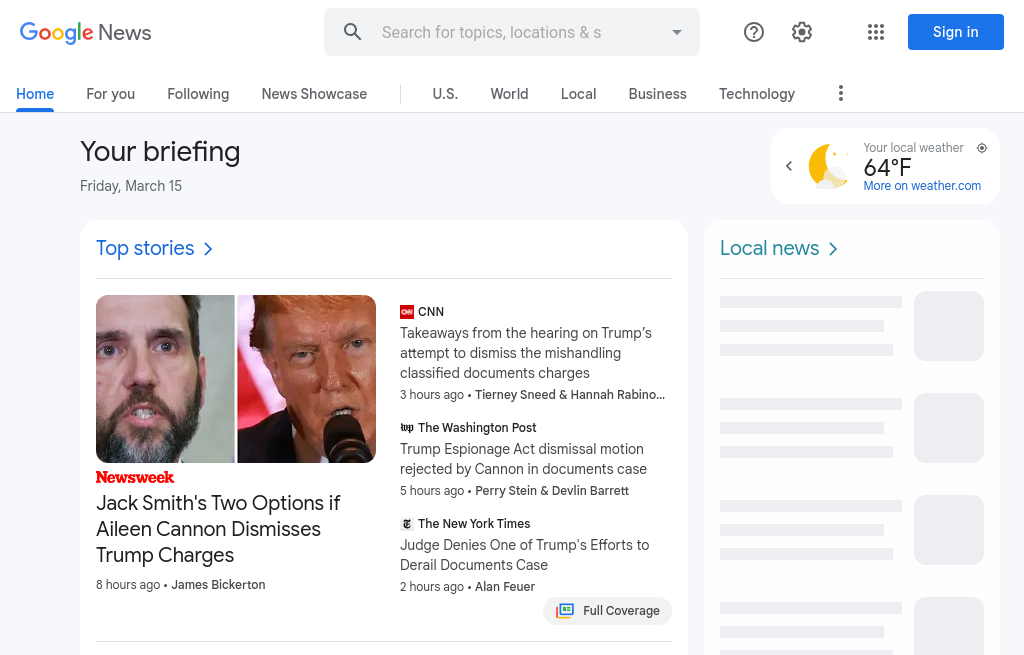 Google News
Search for topics, locations & s
Sign in
Home
For you
Following
News Showcase
U.S.
World
Local
Business
Technology
Your briefing
Friday, March 15
Your local weather
64°F
More on weather.com
Top stories
Newsweek
Jack Smith's Two Options if
Aileen Cannon Dismisses
Trump Charges
8 hours ago • James Bickerton
CNN
CNN
Takeaways from the hearing on Trump’s
attempt to dismiss the mishandling
classified documents charges
3 hours ago • Tierney Sneed & Hannah Rabino...
wp The Washington Post
Trump Espionage Act dismissal motion
rejected by Cannon in documents case
5 hours ago • Perry Stein & Devlin Barrett
The New York Times
Judge Denies One of Trump's Efforts to
Derail Documents Case
2 hours ago • Alan Feuer
Full Coverage
Local news